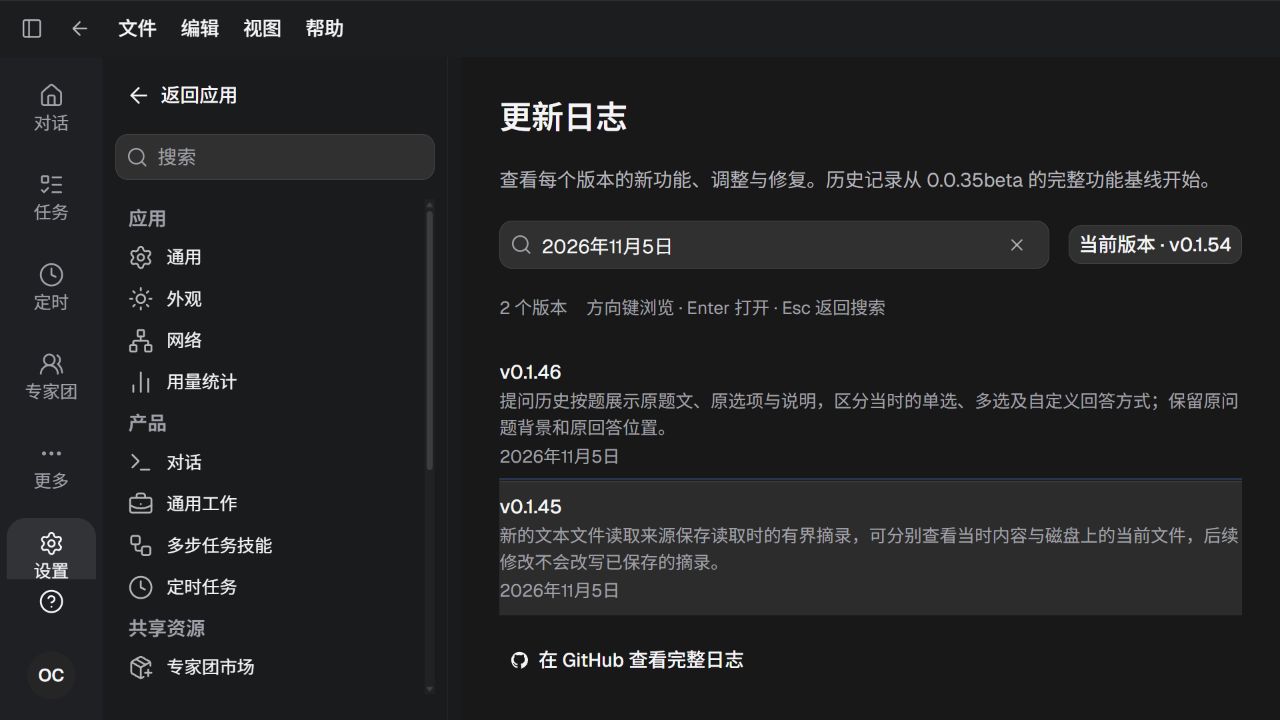 文件 编辑 视图 帮助
对话
任务
定时
专家团
更多
设置
OC
返回应用
搜索
应用
通用
外观
网络
用量统计
产品
对话
通用工作
多步任务技能
定时任务
共享资源
专家团市场
更新日志
查看每个版本的新功能、调整与修复。历史记录从 0.0.35beta 的完整功能基线开始。
2026年11月5日
当前版本 · v0.1.54
2 个版本 方向键浏览 · Enter 打开 · Esc 返回搜索
v0.1.46
提问历史按题展示原题文、原选项与说明，区分当时的单选、多选及自定义回答方式；保留原问
题背景和原回答位置。
2026年11月5日
v0.1.45
新的文本文件读取来源保存读取时的有界摘录，可分别查看当时内容与磁盘上的当前文件，后续
修改不会改写已保存的摘录。
2026年11月5日
在 GitHub 查看完整日志